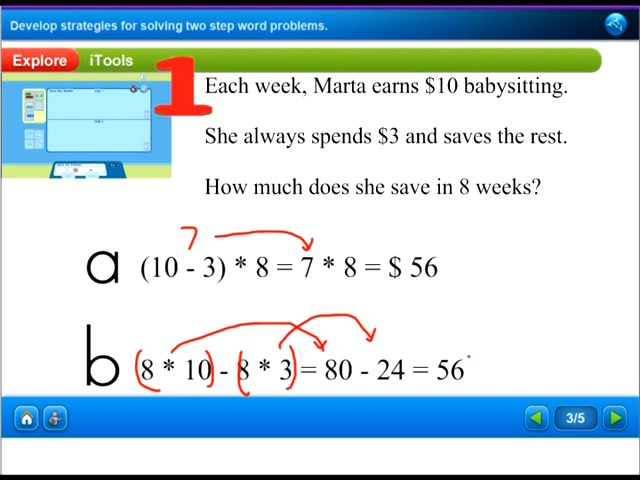 Develop strategies for solving two step word problems.
Explore iTools
1
Each week, Marta earns $10 babysitting.
She always spends $3 and saves the rest.
How much does she save in 8 weeks?
7
a (10 - 3) * 8 = 7 * 8 = $ 56
b (8 * 10) - (8 * 3) = 80 - 24 = 56
3/5